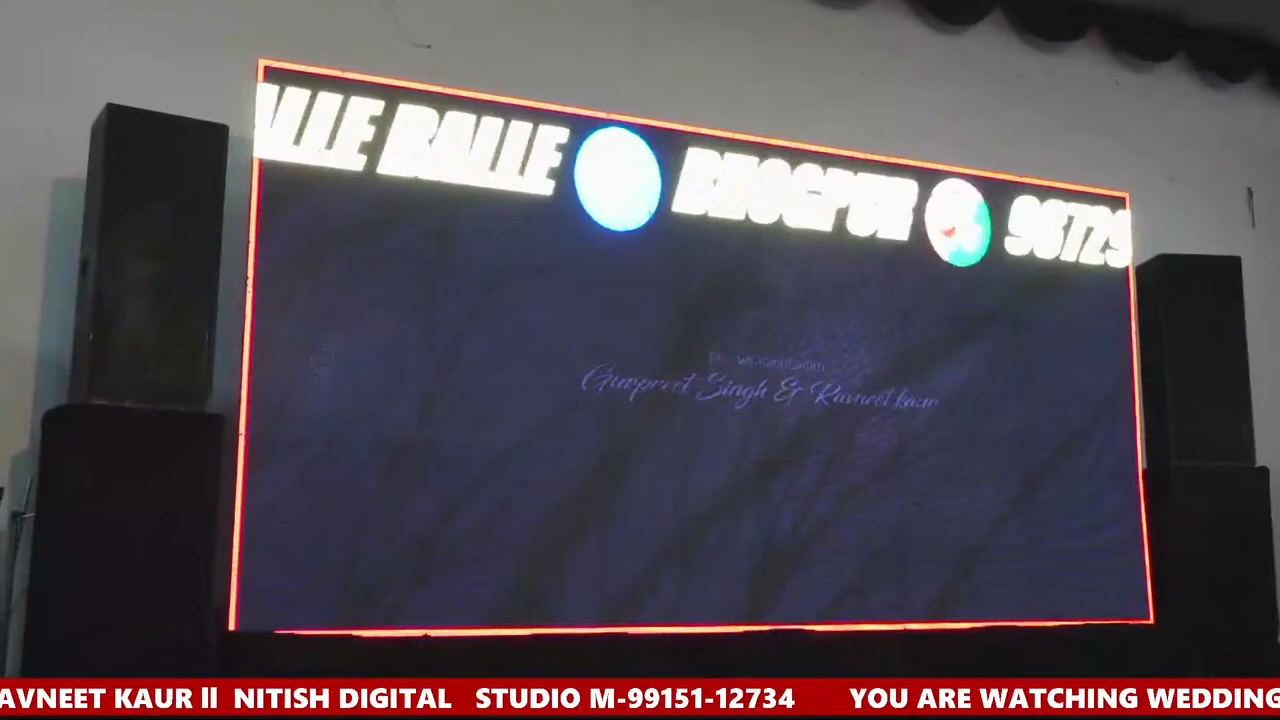 ALLE BALLE BHOGPUR 98729
Gurpreet Singh & Ravneet kaur
AVNEET KAUR ll NITISH DIGITAL STUDIO M-99151-12734 YOU ARE WATCHING WEDDING